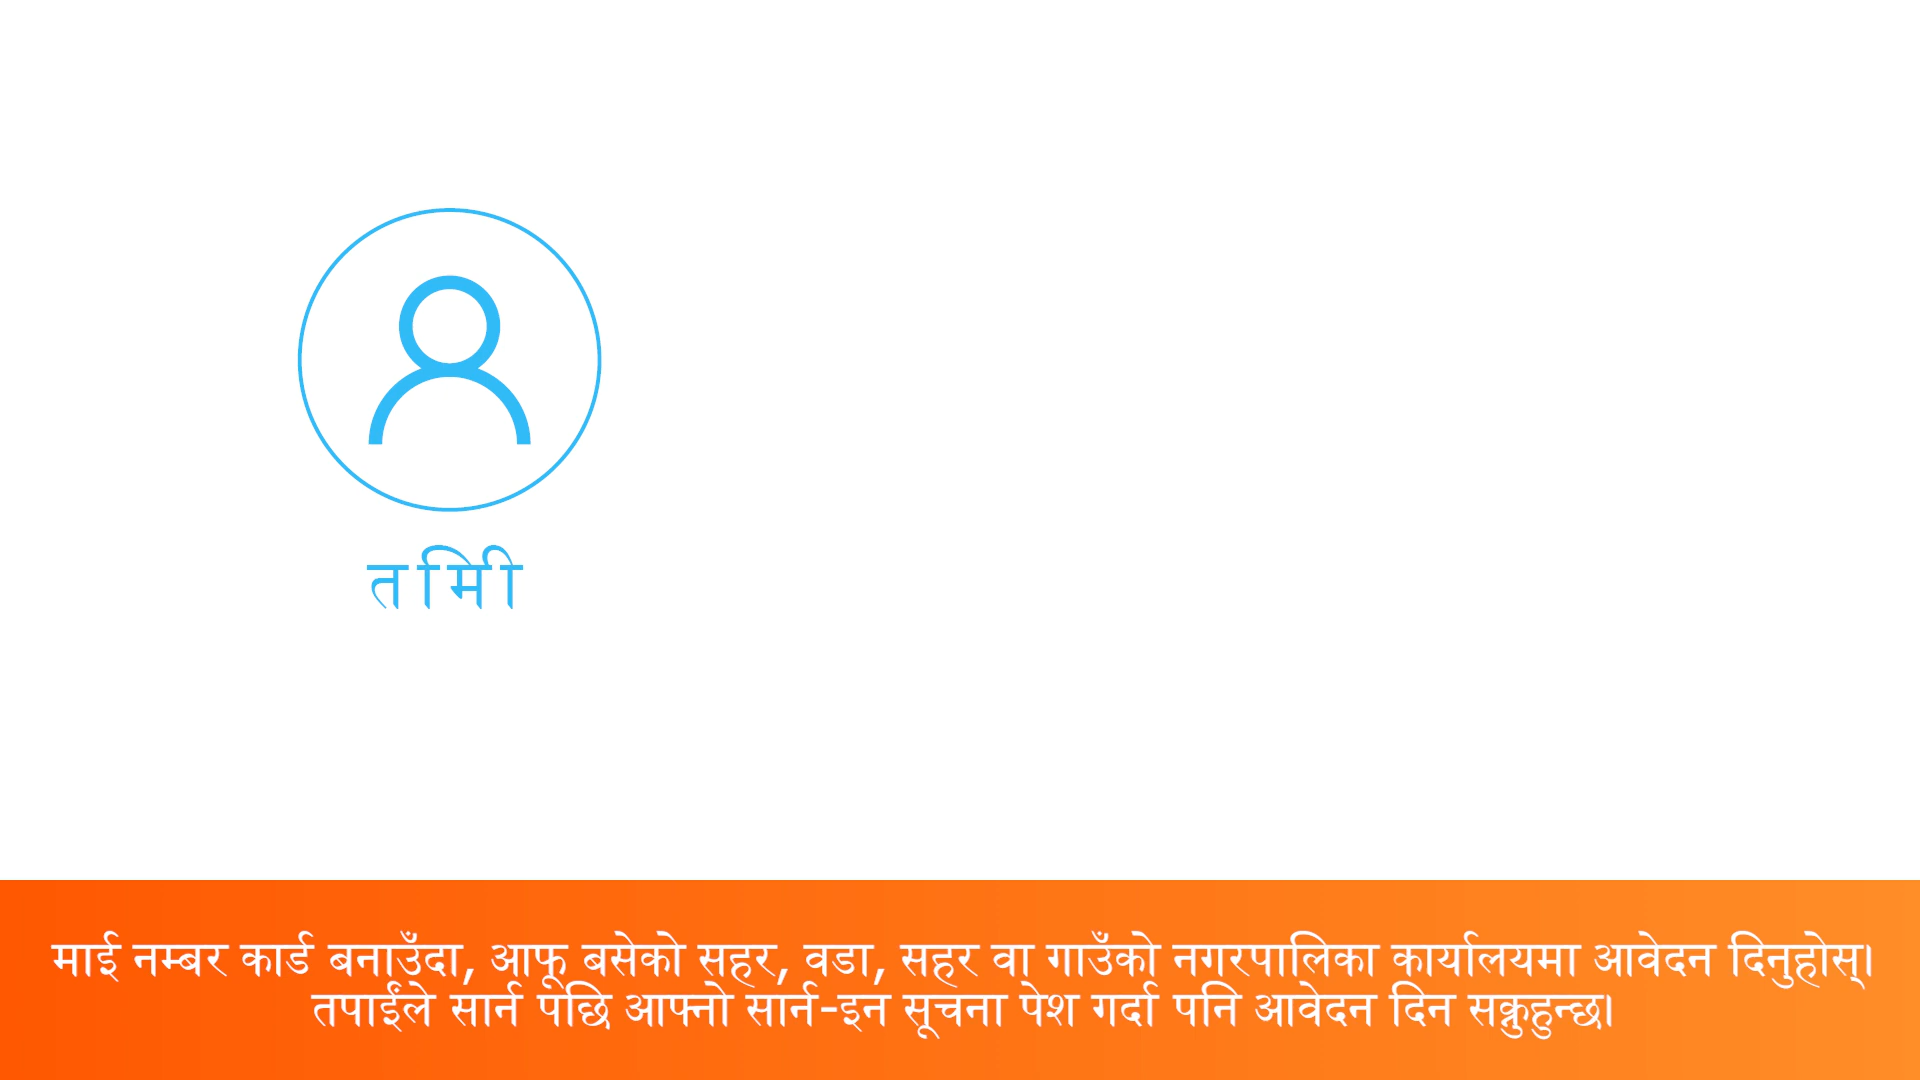 तिमी
माई नम्बर कार्ड बनाउँदा, आफू बसेको सहर, वडा, सहर वा गाउँको नगरपालिका कार्यालयमा आवेदन दिनुहोस्।
तपाईंले सार्न पछि आफ्नो सार्न-इन सूचना पेश गर्दा पनि आवेदन दिन सक्नुहुन्छ।